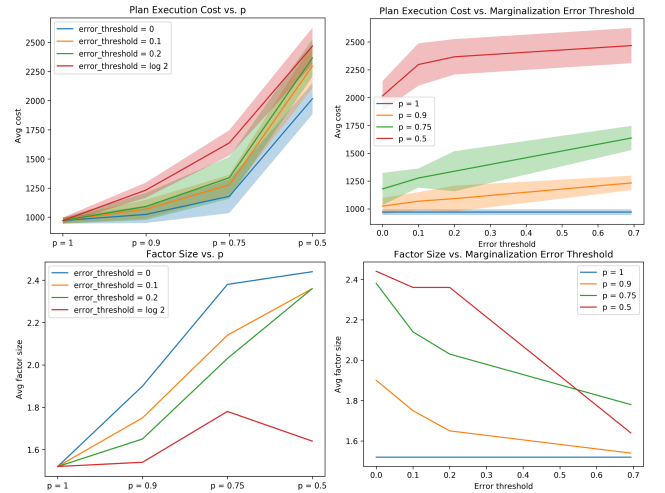 Plan Execution Cost vs. p
2500
2250
2000
1750
1500
1250
1000
Avg cost
error_threshold = 0
error_threshold = 0.1
error_threshold = 0.2
error_threshold = log 2
p = 1
p = 0.9
p = 0.75
p = 0.5
Plan Execution Cost vs. Marginalization Error Threshold
2500
2250
2000
1750
1500
1250
1000
Avg cost
p = 1
p = 0.9
p = 0.75
p = 0.5
0.0
0.1
0.2
0.3
0.4
0.5
0.6
0.7
Error threshold
Factor Size vs. p
2.4
2.2
2.0
1.8
1.6
Avg factor size
error_threshold = 0
error_threshold = 0.1
error_threshold = 0.2
error_threshold = log 2
p = 1
p = 0.9
p = 0.75
p = 0.5
Factor Size vs. Marginalization Error Threshold
2.4
2.2
2.0
1.8
1.6
Avg factor size
p = 1
p = 0.9
p = 0.75
p = 0.5
0.0
0.1
0.2
0.3
0.4
0.5
0.6
0.7
Error threshold